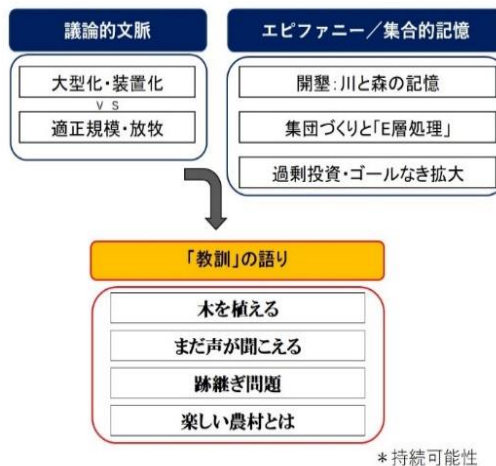 議論的文脈
大型化・装置化
VS
適正規模・放牧
エピファニー／集合的記憶
開墾：川と森の記憶
集団づくりと「E層処理」
過剰投資・ゴールなき拡大
「教訓」の語り
木を植える
まだ声が聞こえる
跡継ぎ問題
楽しい農村とは
＊持続可能性